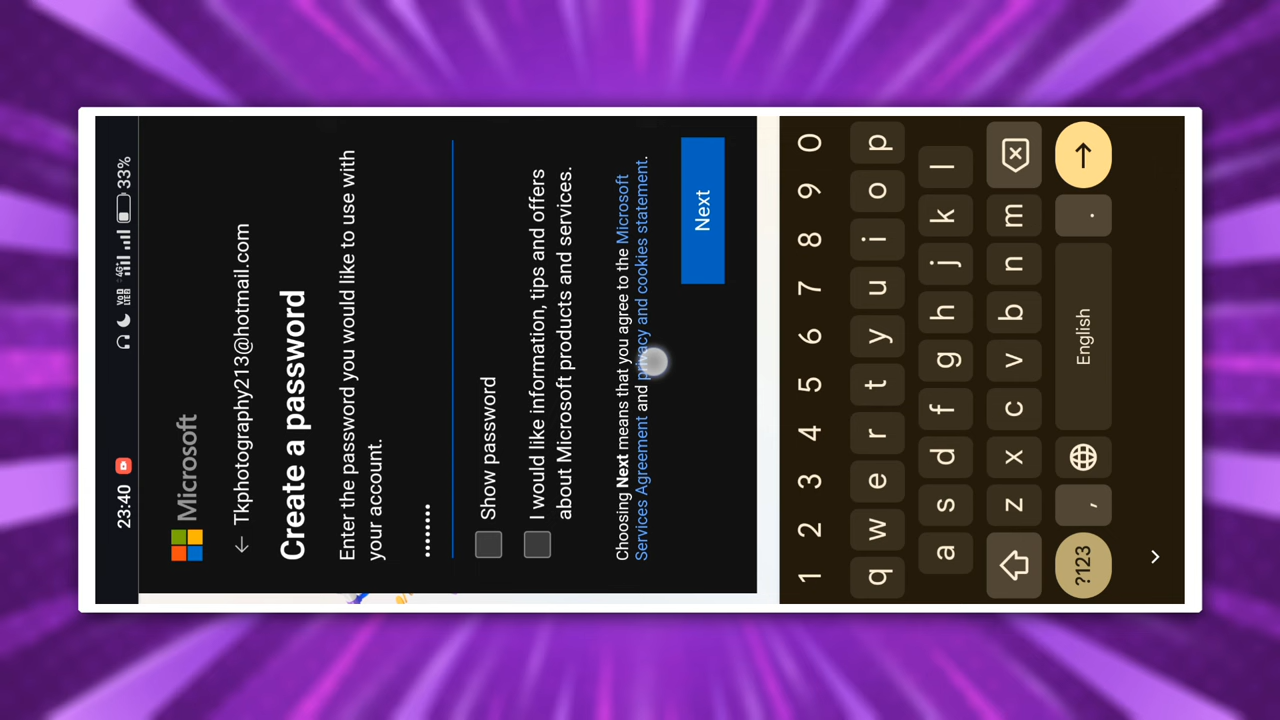 23:40
Vo) LTE 4G 33%
Microsoft
← Tkphotography213@hotmail.com
Create a password
Enter the password you would like to use with
your account.
••••••••
Show password
I would like information, tips and offers
about Microsoft products and services.
Choosing Next means that you agree to the Microsoft
Services Agreement and privacy and cookies statement.
Next
1 2 3 4 5 6 7 8 9 0
q w e r t y u i o p
a s d f g h j k l
z x c v b n m
?123 , English .